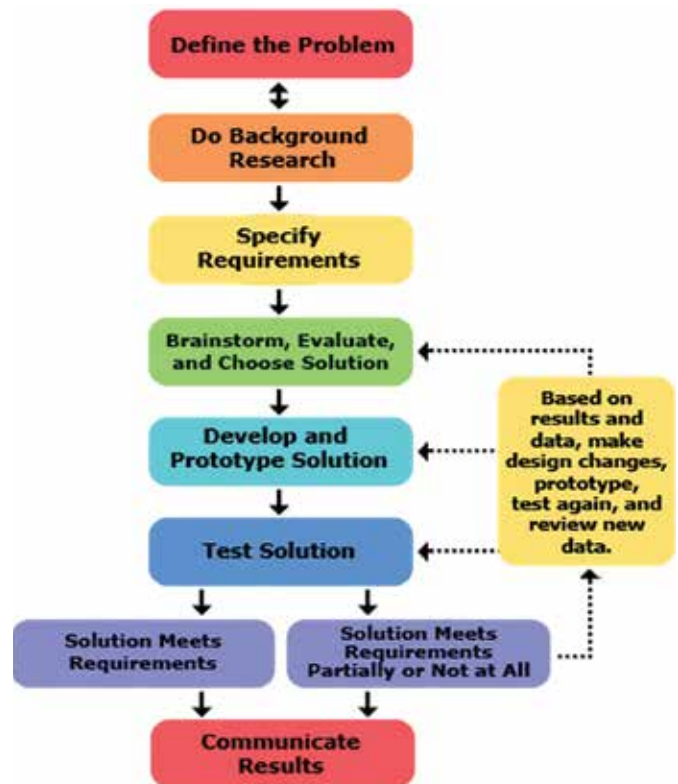 Define the Problem
Do Background
Research
Specify
Requirements
Brainstorm, Evaluate,
and Choose Solution
Develop and
Prototype Solution
Based on
results and
data, make
design changes,
prototype,
test again, and
review new
data.
Test Solution
Solution Meets
Requirements
Solution Meets
Requirements
Partially or Not at All
Communicate
Results